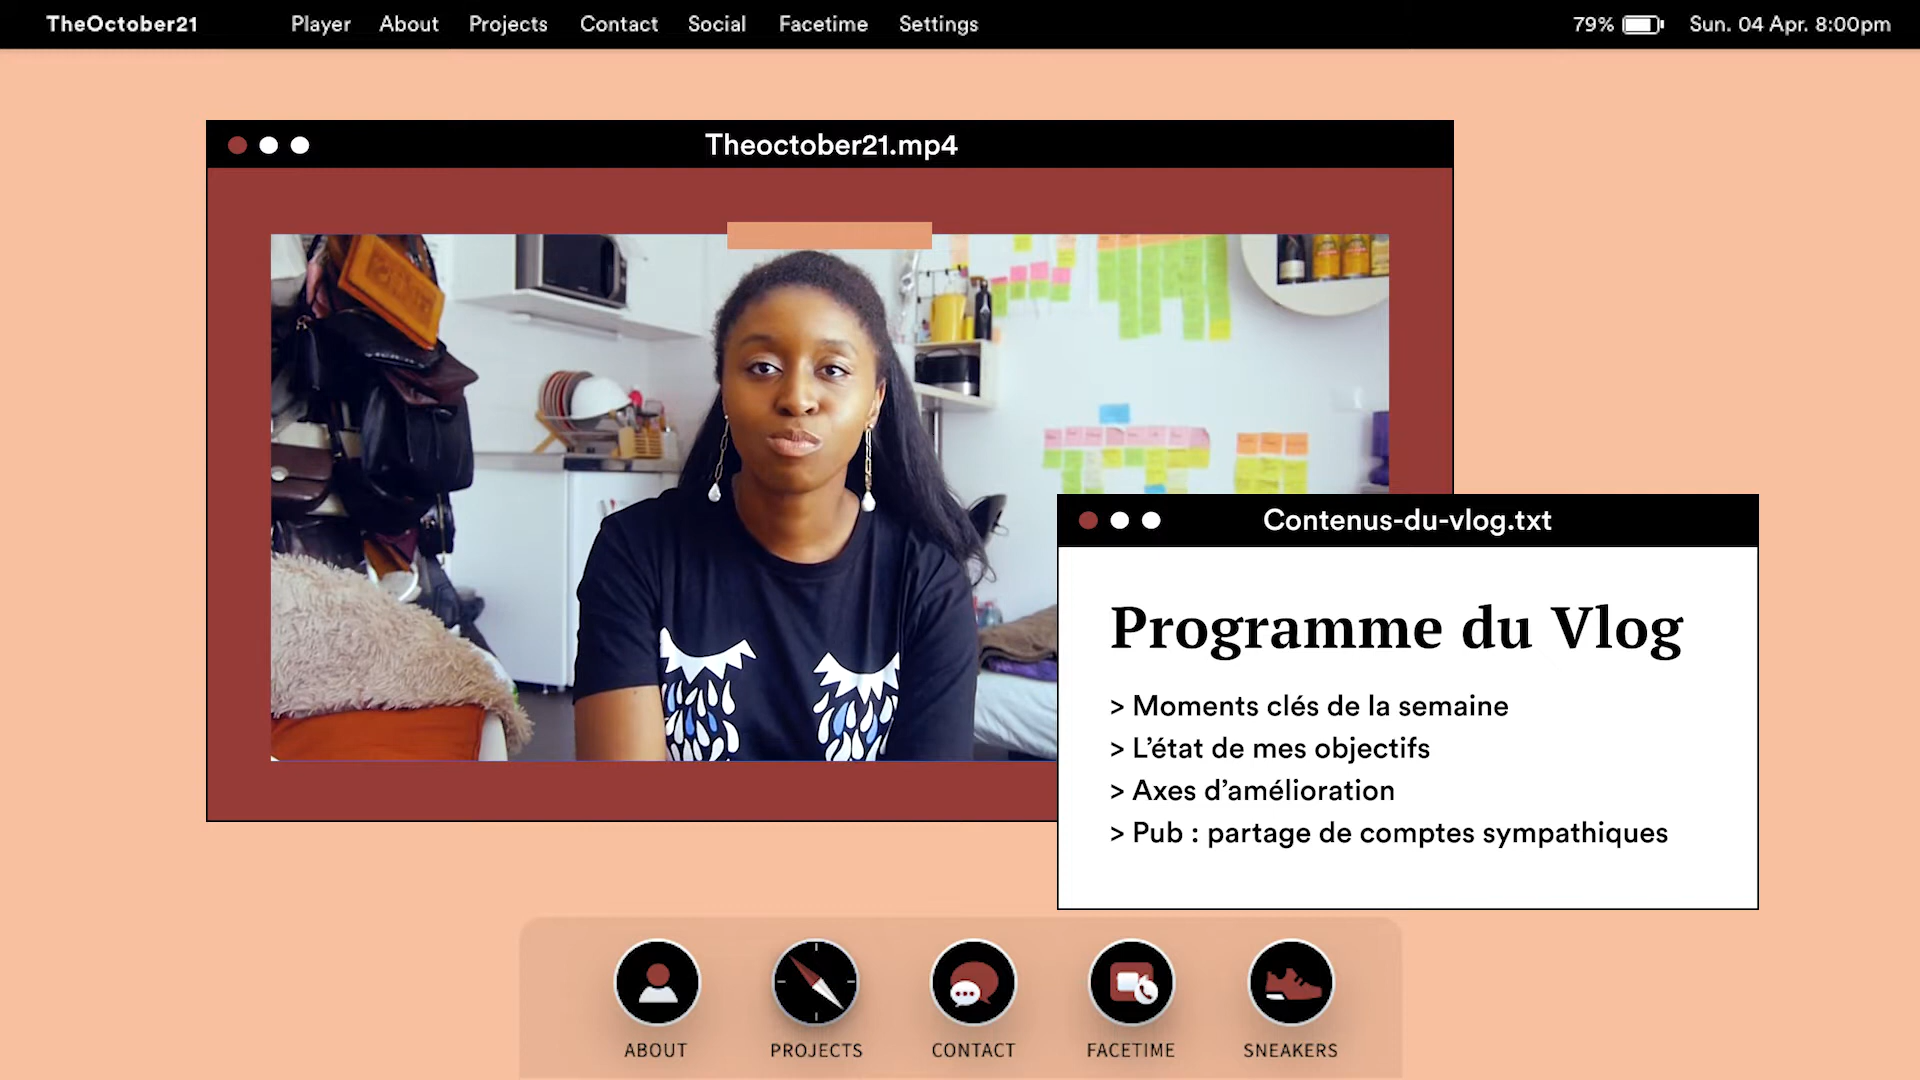 TheOctober21 Player About Projects Contact Social Facetime Settings 79% Sun. 04 Apr. 8:00pm
Theoctober21.mp4
Contenus-du-vlog.txt
Programme du Vlog
> Moments clés de la semaine
> L’état de mes objectifs
> Axes d’amélioration
> Pub : partage de comptes sympathiques
ABOUT PROJECTS CONTACT FACETIME SNEAKERS